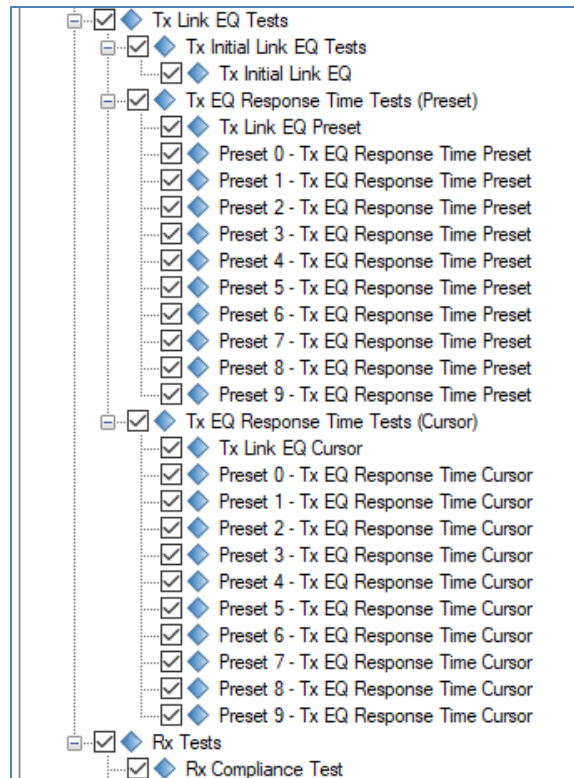 Tx Link EQ Tests
Tx Initial Link EQ Tests
Tx Initial Link EQ
Tx EQ Response Time Tests (Preset)
Tx Link EQ Preset
Preset 0 - Tx EQ Response Time Preset
Preset 1 - Tx EQ Response Time Preset
Preset 2 - Tx EQ Response Time Preset
Preset 3 - Tx EQ Response Time Preset
Preset 4 - Tx EQ Response Time Preset
Preset 5 - Tx EQ Response Time Preset
Preset 6 - Tx EQ Response Time Preset
Preset 7 - Tx EQ Response Time Preset
Preset 8 - Tx EQ Response Time Preset
Preset 9 - Tx EQ Response Time Preset
Tx EQ Response Time Tests (Cursor)
Tx Link EQ Cursor
Preset 0 - Tx EQ Response Time Cursor
Preset 1 - Tx EQ Response Time Cursor
Preset 2 - Tx EQ Response Time Cursor
Preset 3 - Tx EQ Response Time Cursor
Preset 4 - Tx EQ Response Time Cursor
Preset 5 - Tx EQ Response Time Cursor
Preset 6 - Tx EQ Response Time Cursor
Preset 7 - Tx EQ Response Time Cursor
Preset 8 - Tx EQ Response Time Cursor
Preset 9 - Tx EQ Response Time Cursor
Rx Tests
Rx Compliance Test